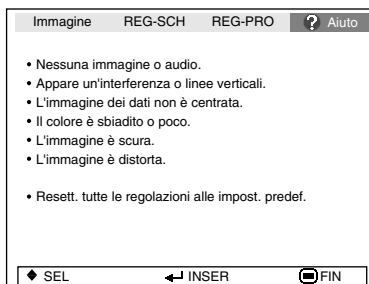 Immagine REG-SCH REG-PRO ? Aiuto
• Nessuna immagine o audio.
• Appare un'interferenza o linee verticali.
• L'immagine dei dati non è centrata.
• Il colore è sbiadito o poco.
• L'immagine è scura.
• L'immagine è distorta.
• Resett. tutte le regolazioni alle impost. predef.
SEL INSER FIN